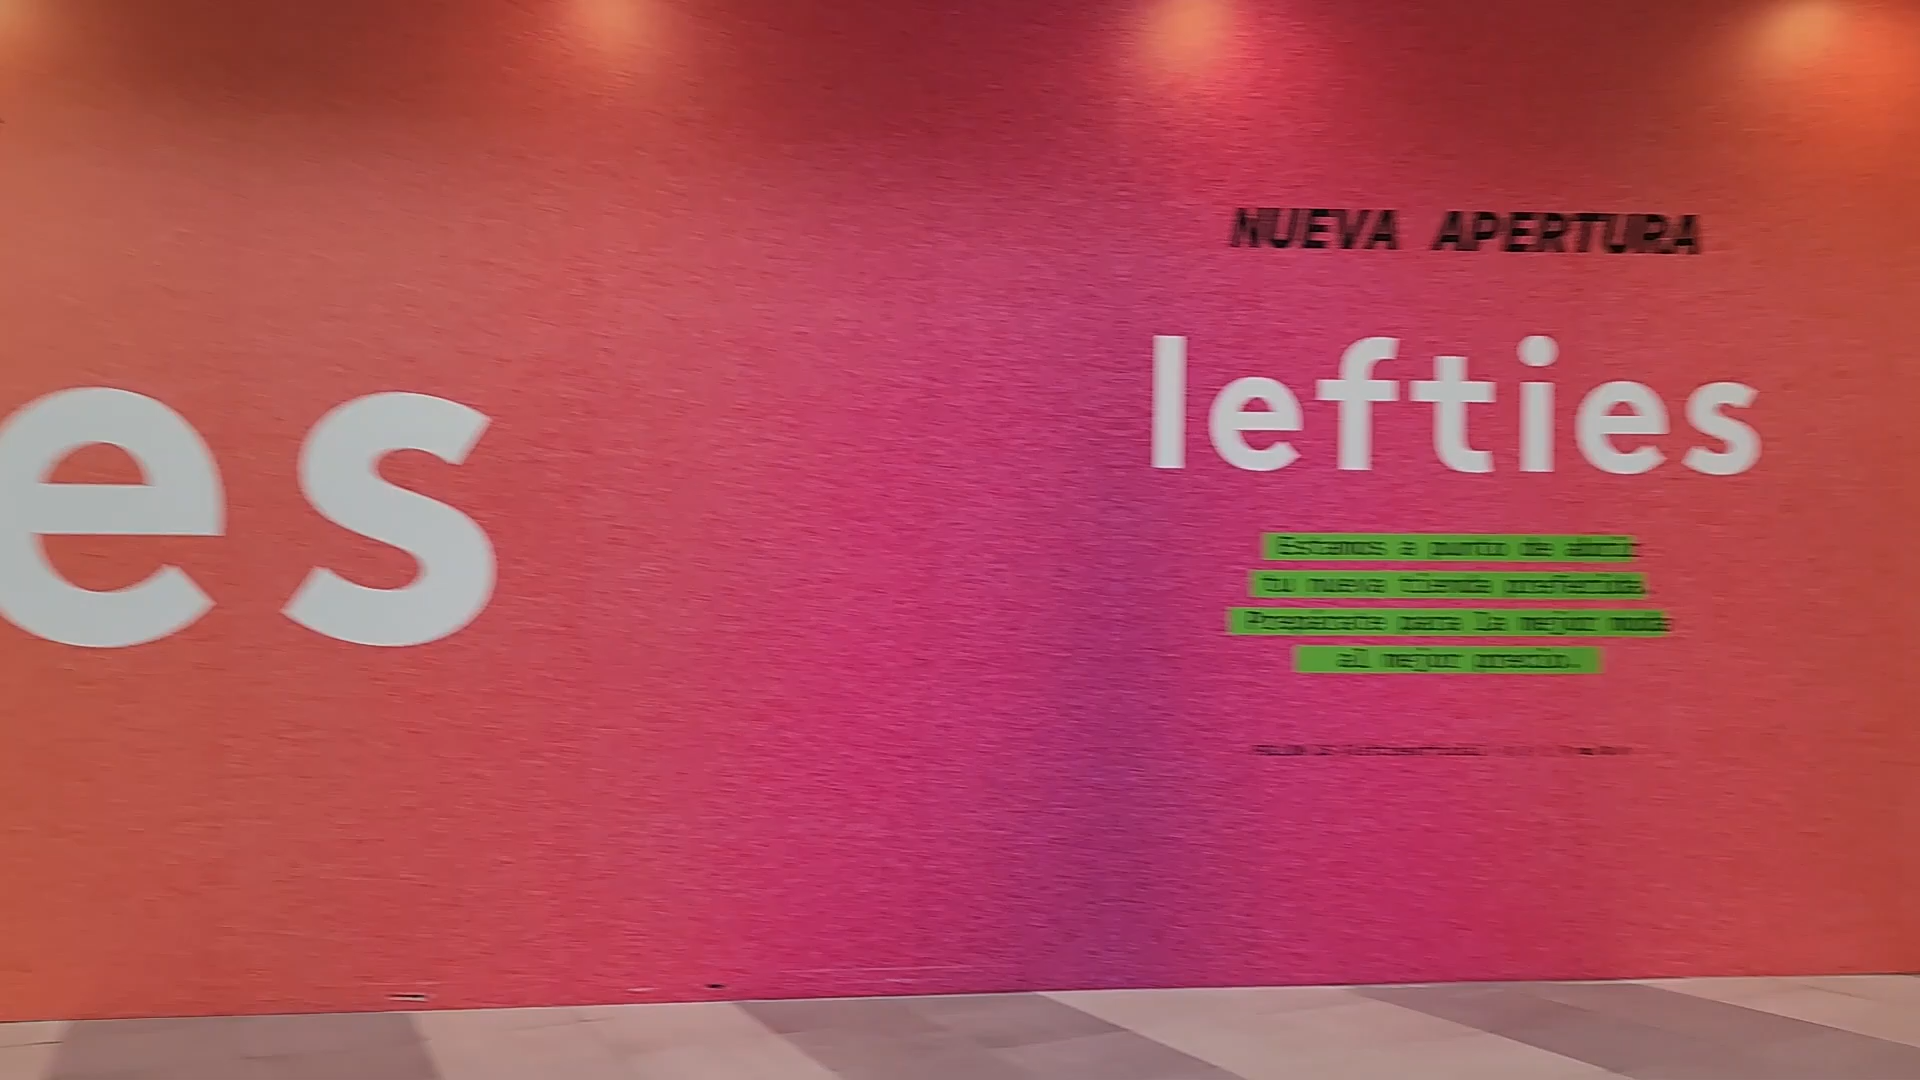 es
NUEVA APERTURA
lefties
Estamos a punto de abrir
tu nueva tienda preferida.
Prepárate para la mejor moda
al mejor precio.